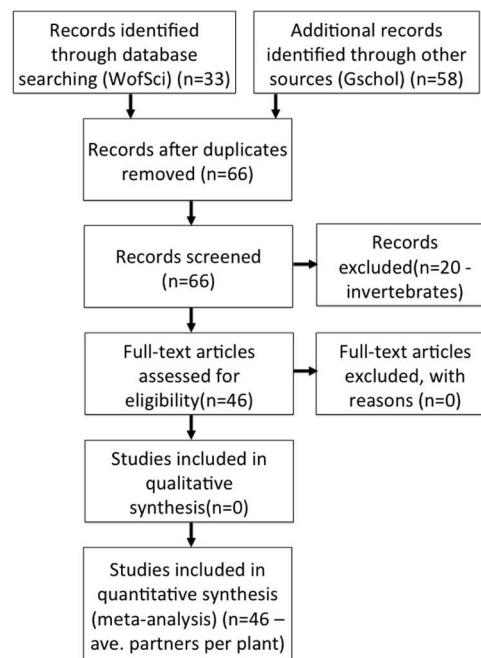 Records identified
through database
searching (WofSci) (n=33)
Additional records
identified through other
sources (Gschol) (n=58)
Records after duplicates
removed (n=66)
Records screened
(n=66)
Records
excluded(n=20 -
invertebrates)
Full-text articles
assessed for
eligibility(n=46)
Full-text articles
excluded, with
reasons (n=0)
Studies included in
qualitative
synthesis(n=0)
Studies included in
quantitative synthesis
(meta-analysis) (n=46 –
ave. partners per plant)